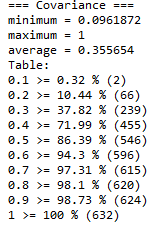 === Covariance ===
minimum = 0.0961872
maximum = 1
average = 0.355654
Table:
0.1 >= 0.32 % (2)
0.2 >= 10.44 % (66)
0.3 >= 37.82 % (239)
0.4 >= 71.99 % (455)
0.5 >= 86.39 % (546)
0.6 >= 94.3 % (596)
0.7 >= 97.31 % (615)
0.8 >= 98.1 % (620)
0.9 >= 98.73 % (624)
1 >= 100 % (632)